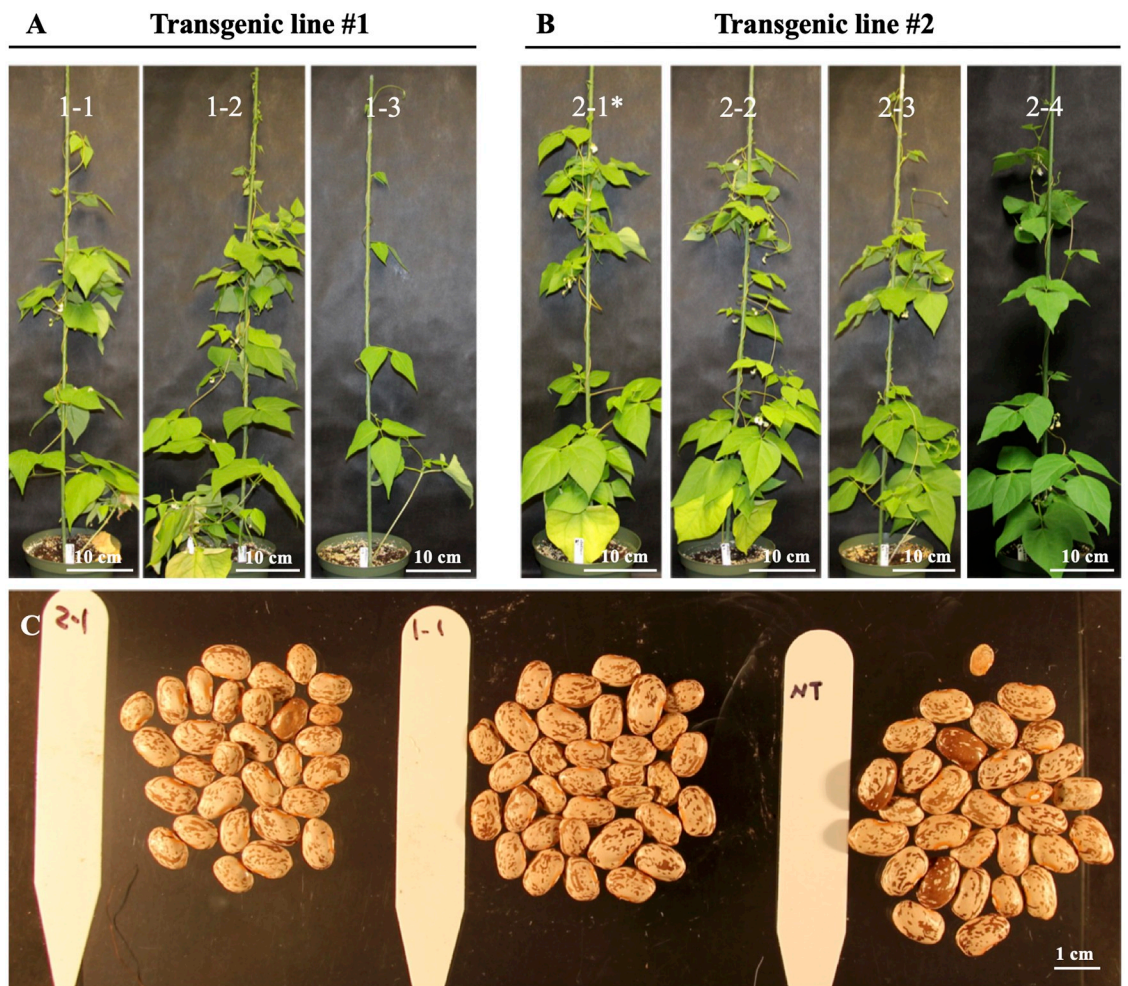 A Transgenic line #1
B Transgenic line #2
1-1
1-2
1-3
2-1*
2-2
2-3
2-4
10 cm
10 cm
10 cm
10 cm
10 cm
10 cm
10 cm
C
2-1
1-1
NT
1 cm